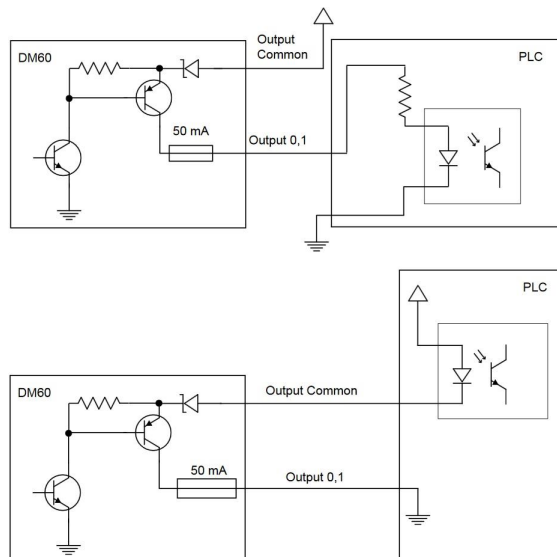 Output
Common
DM60
PLC
50 mA
Output 0,1
PLC
DM60
Output Common
50 mA
Output 0,1